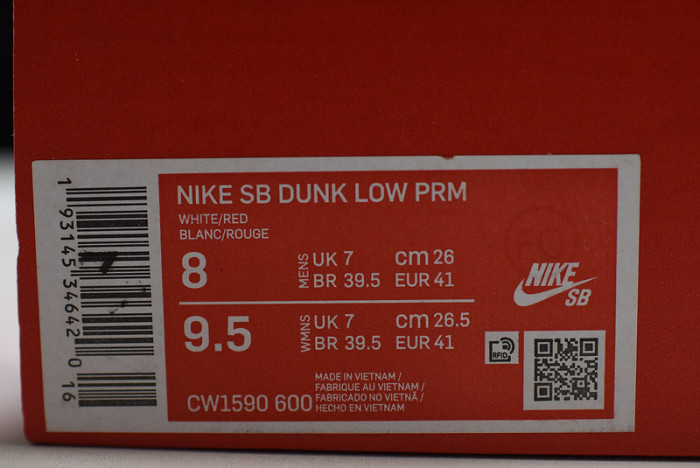 NIKE SB DUNK LOW PRM
WHITE/RED
BLANC/ROUGE
8
MENS
UK 7 cm 26
BR 39.5 EUR 41
9.5
WMNS
UK 7 cm 26.5
BR 39.5 EUR 41
MADE IN VIETNAM /
FABRIQUE AU VIETNAM /
FABRICADO NO VIETNÃ /
HECHO EN VIETNAM
CW1590 600
NIKE
SB
RFID
1 93145 34642 0 16